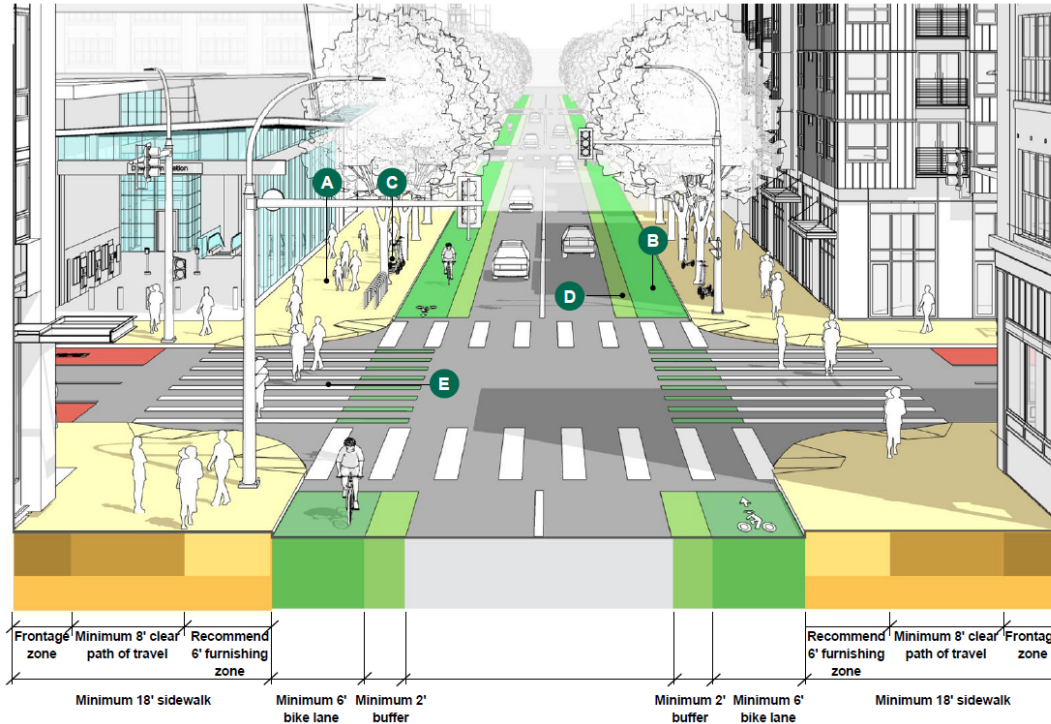 A
C
B
D
E
Frontage zone
Minimum 8' clear path of travel
Recommend 6' furnishing zone
Recommend 6' furnishing zone
Minimum 8' clear path of travel
Frontage zone
Minimum 18' sidewalk
Minimum 6' bike lane
Minimum 2' buffer
Minimum 2' buffer
Minimum 6' bike lane
Minimum 18' sidewalk